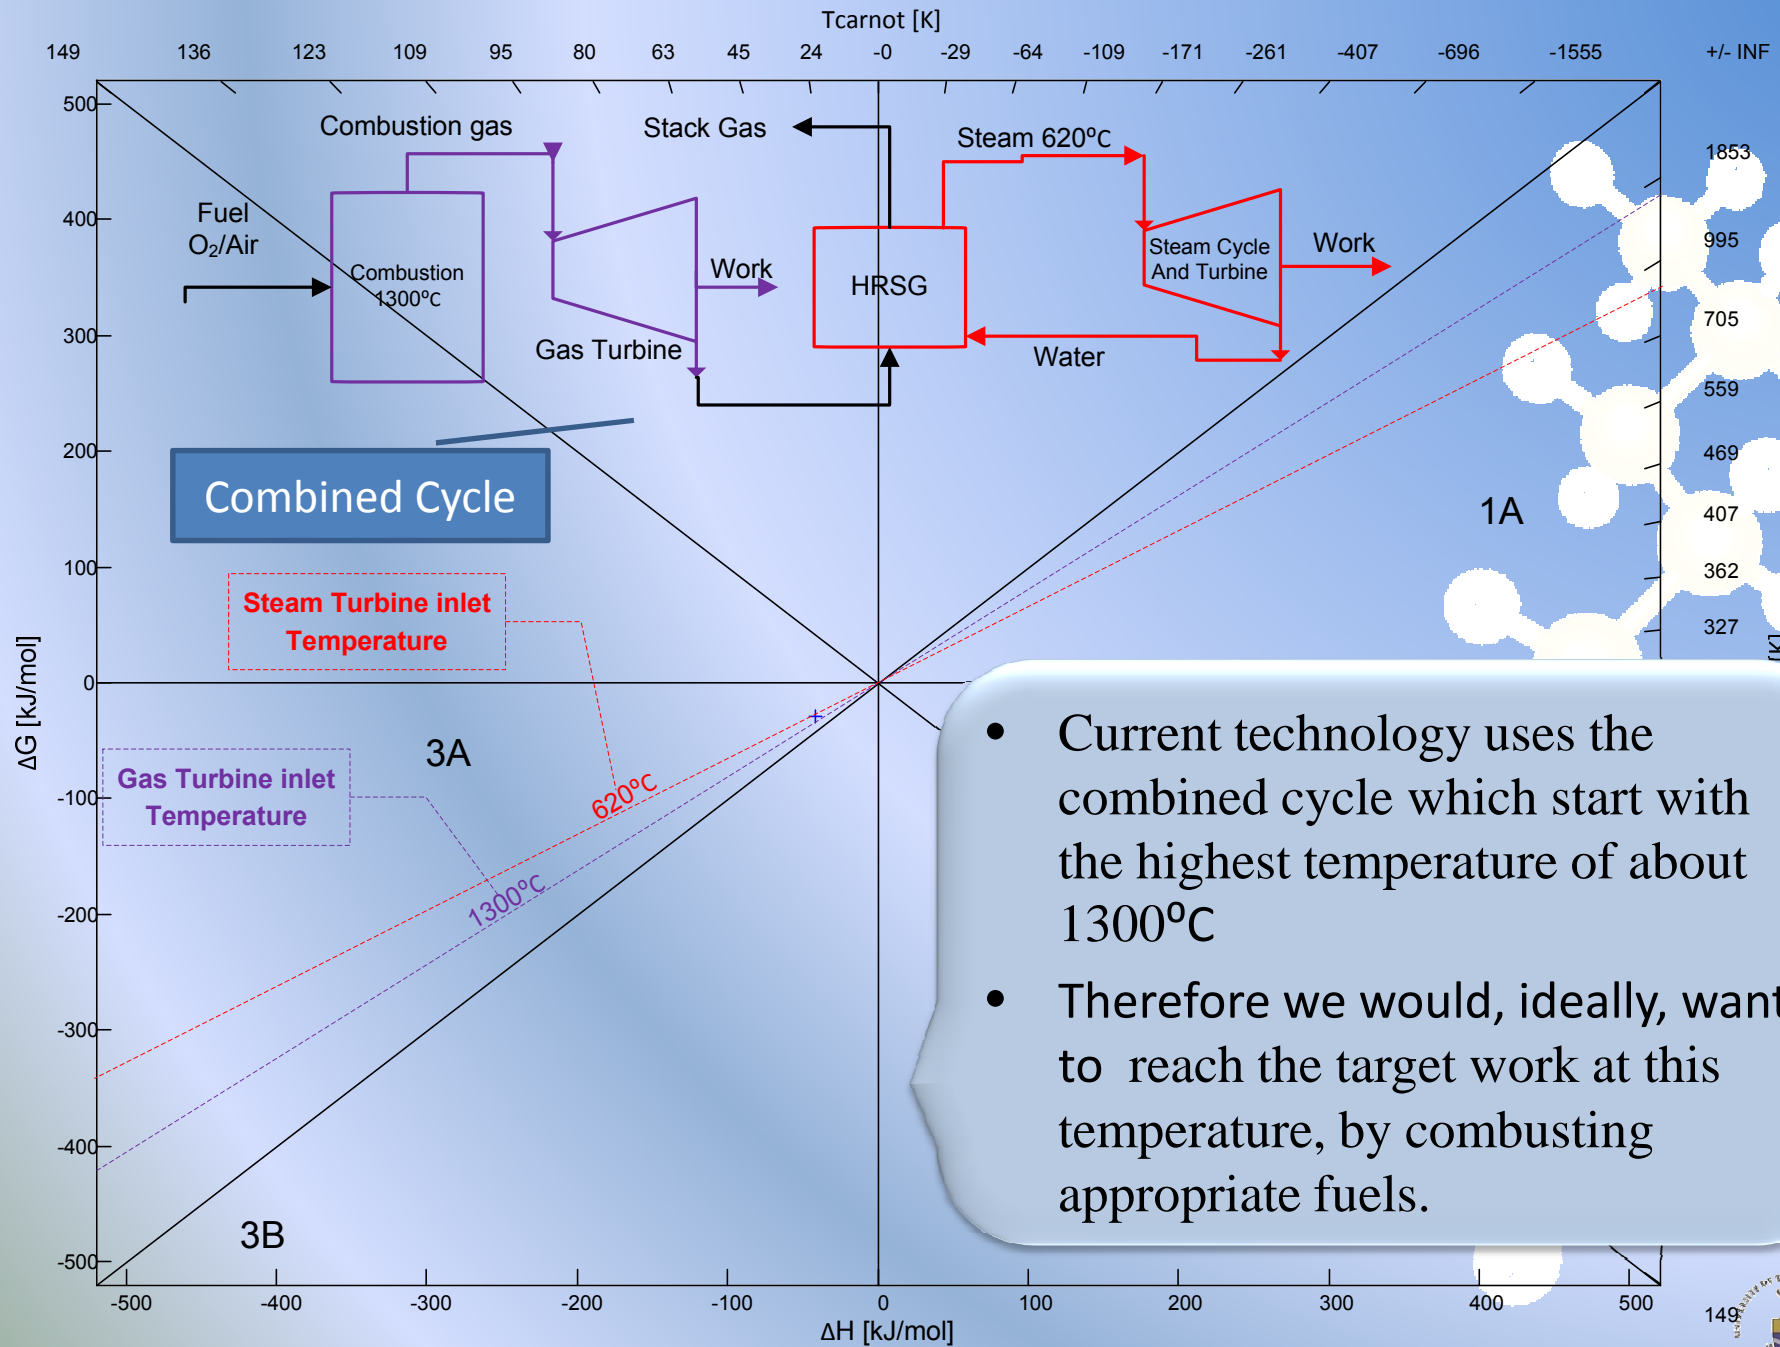 Tcarnot [K]
149 136 123 109 95 80 63 45 24 -0 -29 -64 -109 -171 -261 -407 -696 -1555 +/- INF
500
400
300
200
100
0
-100
-200
-300
-400
-500
ΔG [kJ/mol]
Combustion gas
Stack Gas
Steam 620ºC
Fuel
O₂/Air
Combustion
1300ºC
Work
Gas Turbine
HRSG
Steam Cycle
And Turbine
Work
Water
Combined Cycle
Steam Turbine inlet
Temperature
Gas Turbine inlet
Temperature
620ºC
1300ºC
3A
3B
1A
1853
995
705
559
469
407
362
327
[K]
149
• Current technology uses the
combined cycle which start with
the highest temperature of about
1300ºC
• Therefore we would, ideally, want
to reach the target work at this
temperature, by combusting
appropriate fuels.
-500 -400 -300 -200 -100 0 100 200 300 400 500
ΔH [kJ/mol]